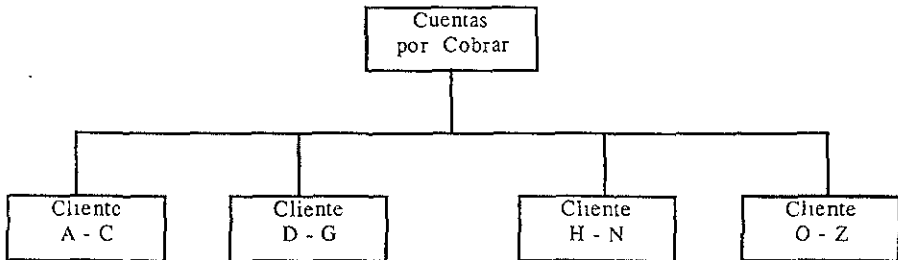 Cuentas
por Cobrar
Cliente
A - C
Cliente
D - G
Cliente
H - N
Cliente
O - Z